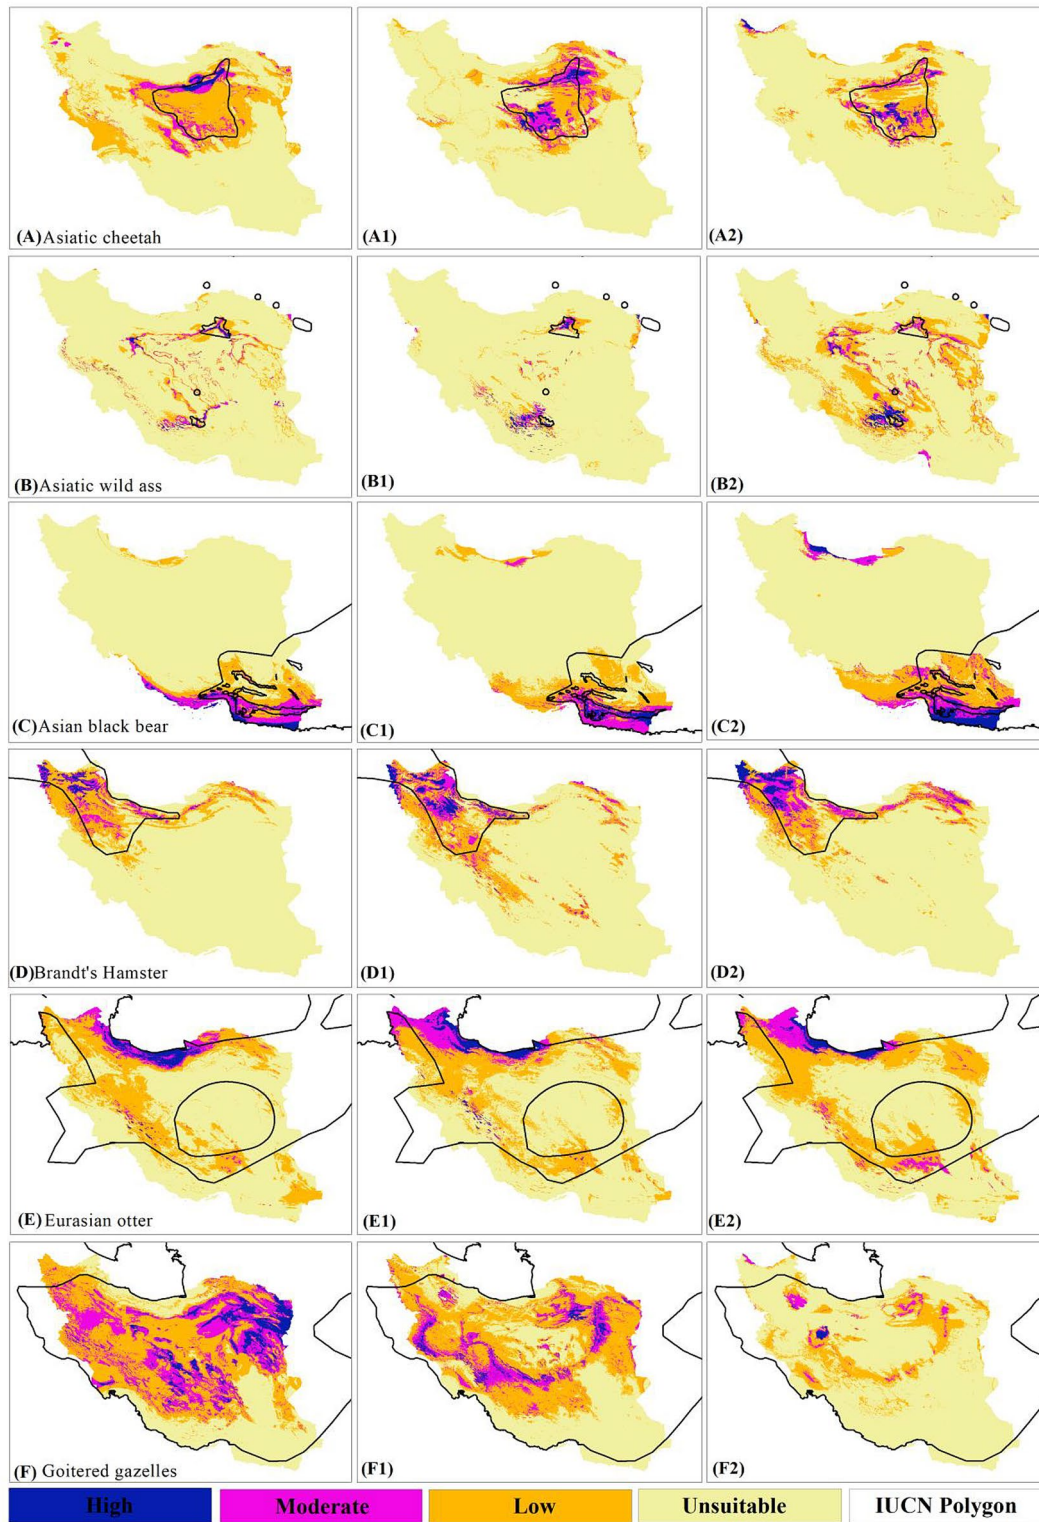 (A)Asiatic cheetah
(A1)
(A2)
(B)Asiatic wild ass
(B1)
(B2)
(C)Asian black bear
(C1)
(C2)
(D)Brandt's Hamster
(D1)
(D2)
(E) Eurasian otter
(E1)
(E2)
(F) Goitered gazelles
(F1)
(F2)
High Moderate Low Unsuitable IUCN Polygon